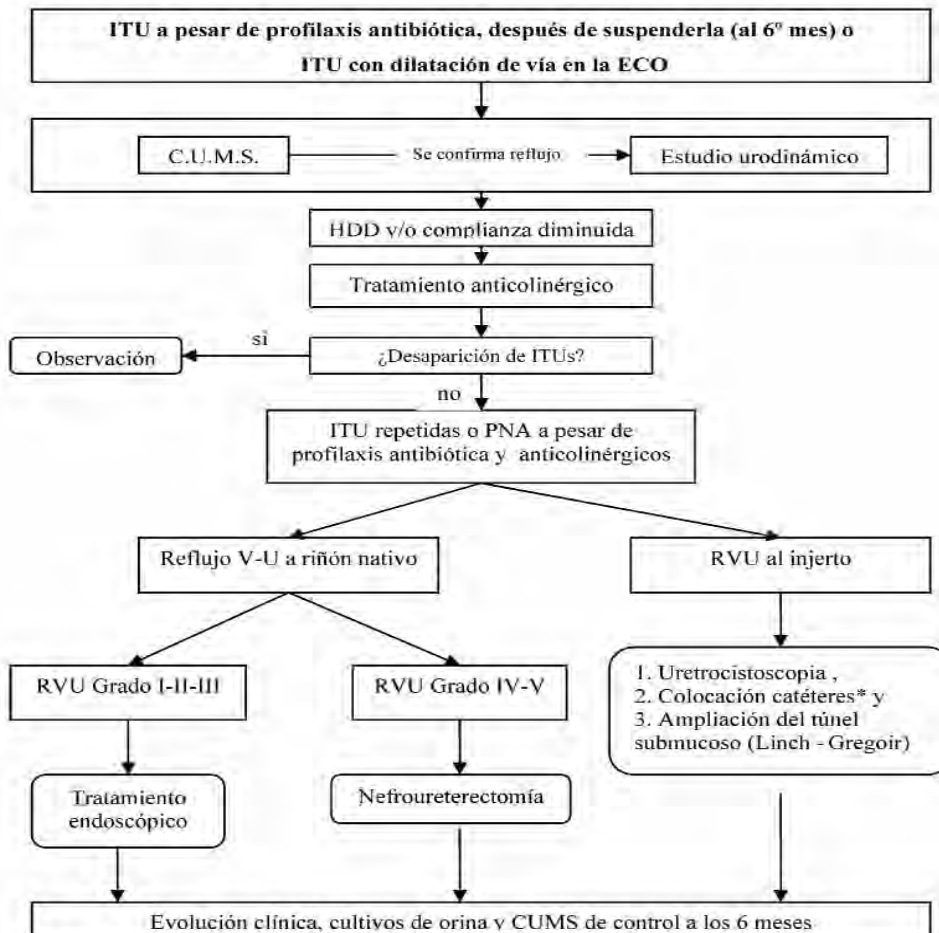 ITU a pesar de profilaxis antibiótica, después de suspenderla (al 6º mes) o
ITU con dilatación de vía en la ECO
C.U.M.S.
Se confirma reflujo
Estudio urodinámico
HDD y/o complianza diminuida
Tratamiento anticolinérgico
¿Desaparición de ITUs?
si
Observación
no
ITU repetidas o PNA a pesar de
profilaxis antibiótica y anticolinérgicos
Reflujo V-U a riñón nativo
RVU al injerto
RVU Grado I-II-III
RVU Grado IV-V
1. Uretrocistoscopia ,
2. Colocación catéteres* y
3. Ampliación del túnel
submucoso (Linch - Gregoir)
Tratamiento
endoscópico
Nefroureterectomía
Evolución clínica, cultivos de orina y CUMS de control a los 6 meses